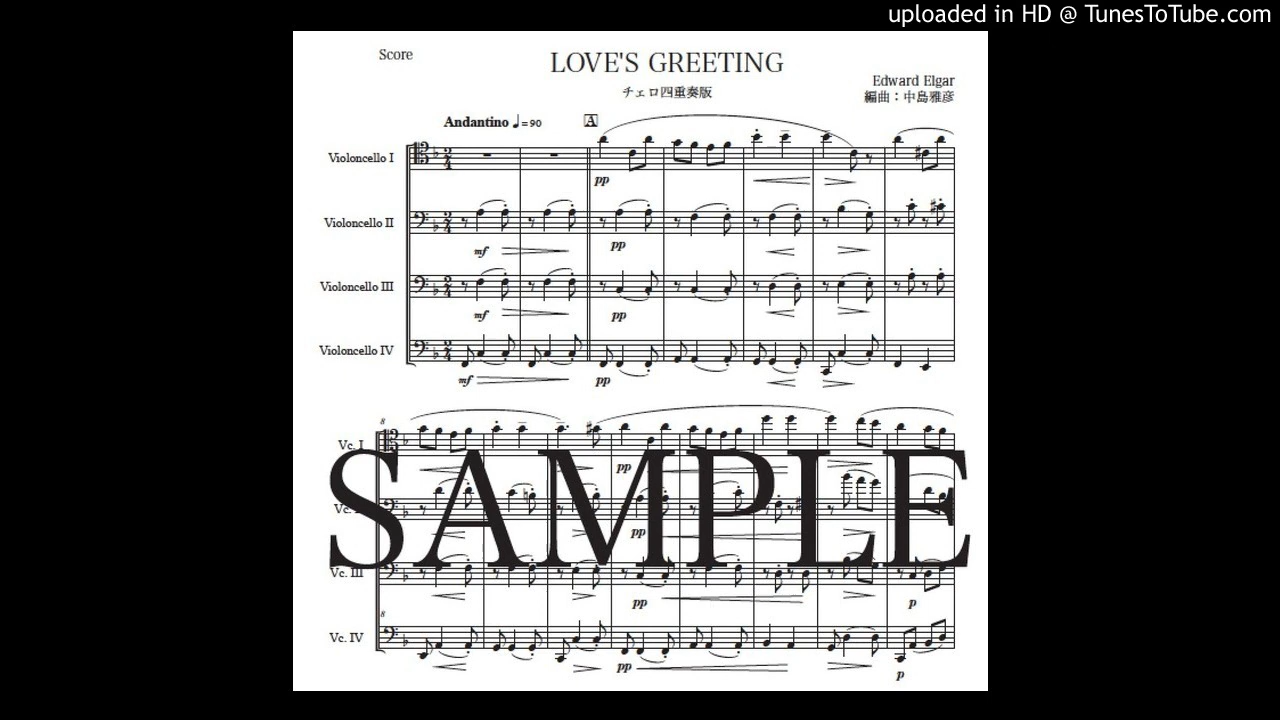 uploaded in HD @ TunesToTube.com
Score
LOVE'S GREETING
チェロ四重奏版
Edward Elgar
編曲：中島雅彦
Andantino ♩=90
A
Violoncello I
pp
Violoncello II
mf
pp
Violoncello III
mf
pp
Violoncello IV
mf
pp
8
Vc. I
pp
SAMPLE
pp
Vc. III
pp
p
8
Vc. IV
pp
p